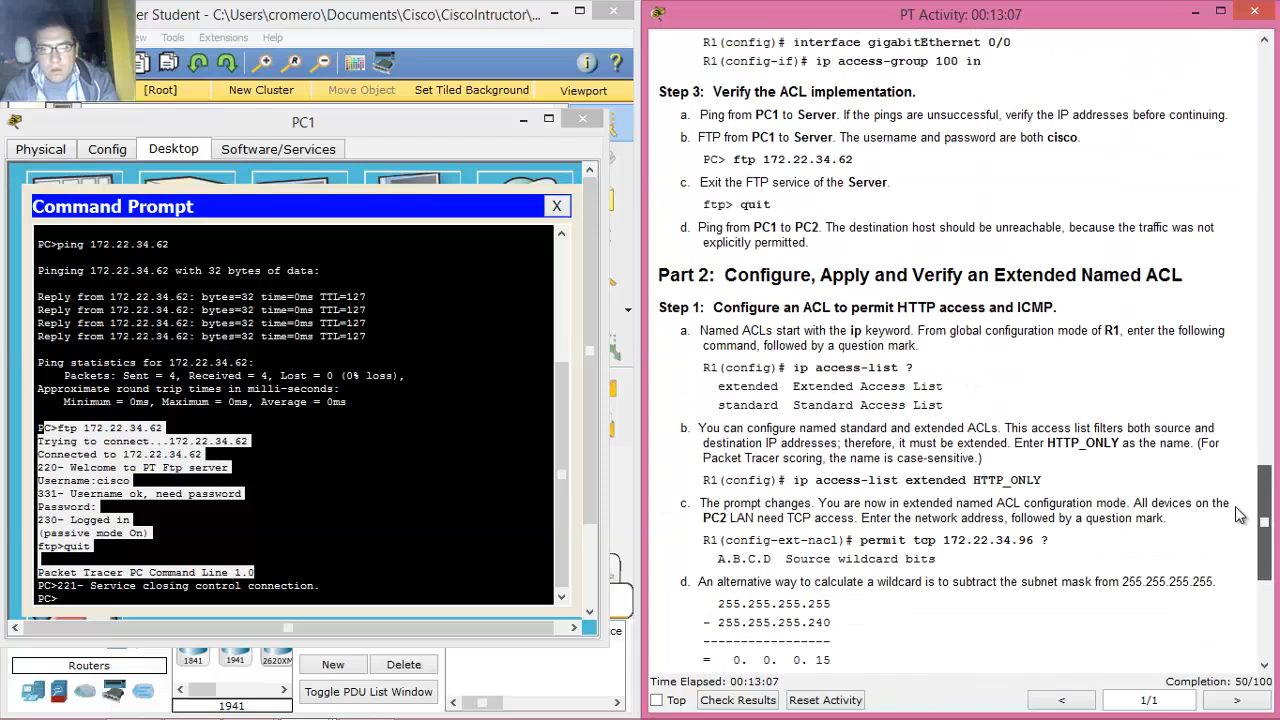 er Student - C:\Users\cromero\Documents\Cisco\CiscoIntructor\...
Tools Extensions Help
[Root] New Cluster Move Object Set Tiled Background Viewport
PC1
Physical Config Desktop Software/Services
Command Prompt X
PC>ping 172.22.34.62
Pinging 172.22.34.62 with 32 bytes of data:
Reply from 172.22.34.62: bytes=32 time=0ms TTL=127
Reply from 172.22.34.62: bytes=32 time=0ms TTL=127
Reply from 172.22.34.62: bytes=32 time=0ms TTL=127
Reply from 172.22.34.62: bytes=32 time=0ms TTL=127
Ping statistics for 172.22.34.62:
Packets: Sent = 4, Received = 4, Lost = 0 (0% loss),
Approximate round trip times in milli-seconds:
Minimum = 0ms, Maximum = 0ms, Average = 0ms
PC>ftp 172.22.34.62
Trying to connect...172.22.34.62
Connected to 172.22.34.62
220- Welcome to PT Ftp server
Username:cisco
331- Username ok, need password
Password:
230- Logged in
(passive mode On)
ftp>quit
Packet Tracer PC Command Line 1.0
PC>221- Service closing control connection.
PC>
Routers
1841 1941 2620XM
1941
New Delete
Toggle PDU List Window
PT Activity: 00:13:07
R1(config)# interface gigabitEthernet 0/0
R1(config-if)# ip access-group 100 in
Step 3: Verify the ACL implementation.
a. Ping from PC1 to Server. If the pings are unsuccessful, verify the IP addresses before continuing.
b. FTP from PC1 to Server. The username and password are both cisco.
PC> ftp 172.22.34.62
c. Exit the FTP service of the Server.
ftp> quit
d. Ping from PC1 to PC2. The destination host should be unreachable, because the traffic was not
explicitly permitted.
Part 2: Configure, Apply and Verify an Extended Named ACL
Step 1: Configure an ACL to permit HTTP access and ICMP.
a. Named ACLs start with the ip keyword. From global configuration mode of R1, enter the following
command, followed by a question mark.
R1(config)# ip access-list ?
extended Extended Access List
standard Standard Access List
b. You can configure named standard and extended ACLs. This access list filters both source and
destination IP addresses; therefore, it must be extended. Enter HTTP_ONLY as the name. (For
Packet Tracer scoring, the name is case-sensitive.)
R1(config)# ip access-list extended HTTP_ONLY
c. The prompt changes. You are now in extended named ACL configuration mode. All devices on the
PC2 LAN need TCP access. Enter the network address, followed by a question mark.
R1(config-ext-nacl)# permit tcp 172.22.34.96 ?
A.B.C.D Source wildcard bits
d. An alternative way to calculate a wildcard is to subtract the subnet mask from 255.255.255.255.
255.255.255.255
- 255.255.255.240
-----------------
= 0. 0. 0. 15
Time Elapsed: 00:13:07 Completion: 50/100
Top Check Results Reset Activity < 1/1 >